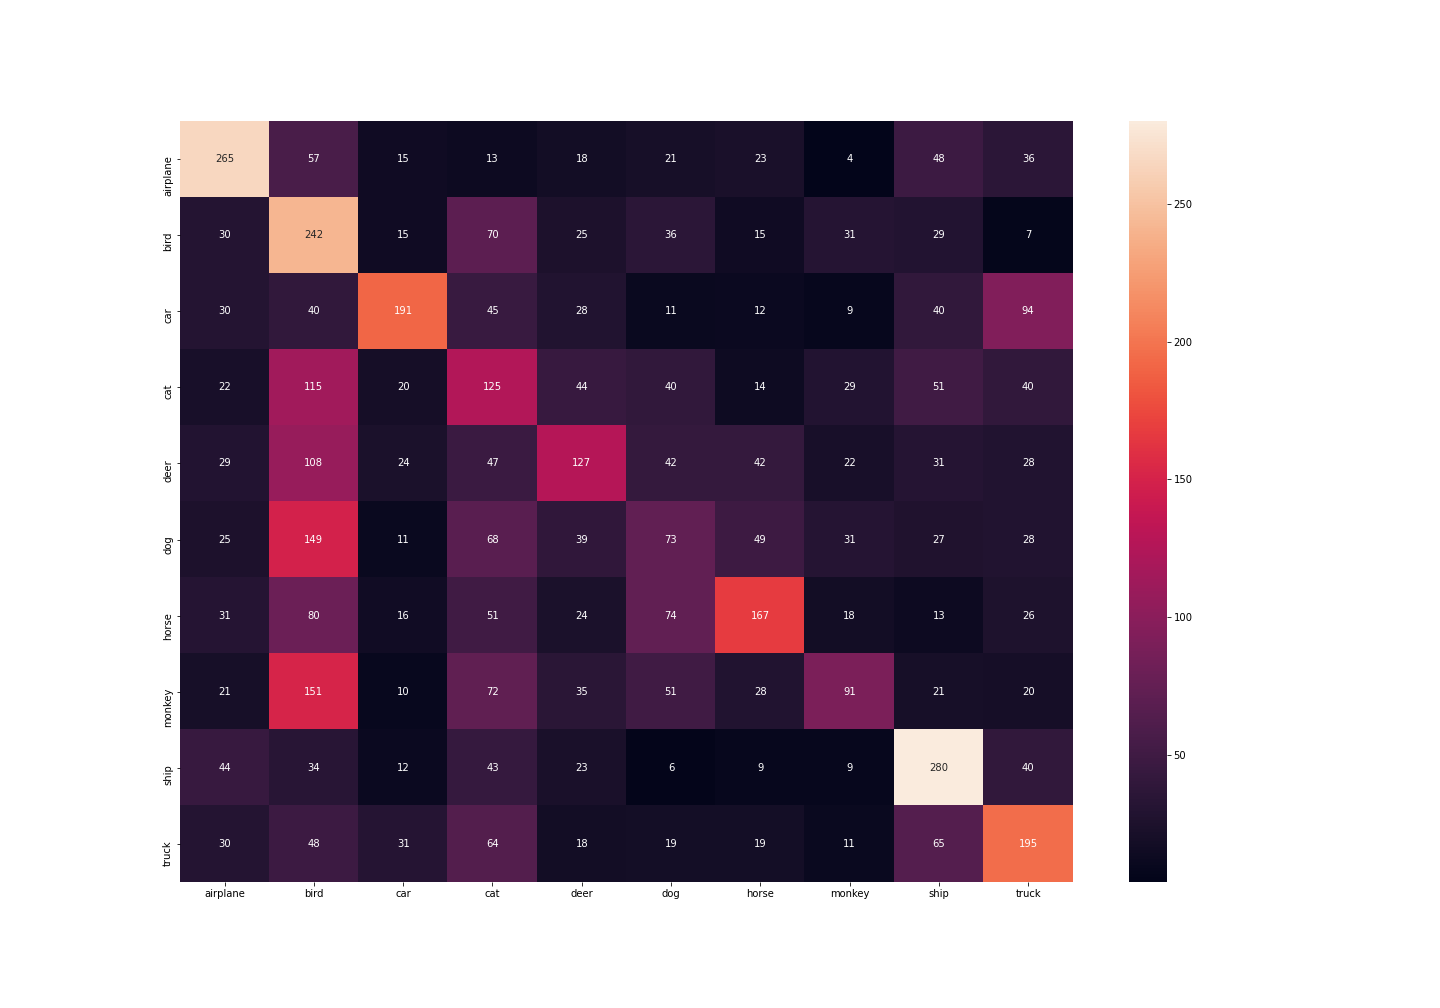 airplane 265 57 15 13 18 21 23 4 48 36
bird 30 242 15 70 25 36 15 31 29 7
car 30 40 191 45 28 11 12 9 40 94
cat 22 115 20 125 44 40 14 29 51 40
deer 29 108 24 47 127 42 42 22 31 28
dog 25 149 11 68 39 73 49 31 27 28
horse 31 80 16 51 24 74 167 18 13 26
monkey 21 151 10 72 35 51 28 91 21 20
ship 44 34 12 43 23 6 9 9 280 40
truck 30 48 31 64 18 19 19 11 65 195
airplane bird car cat deer dog horse monkey ship truck
250
200
150
100
50